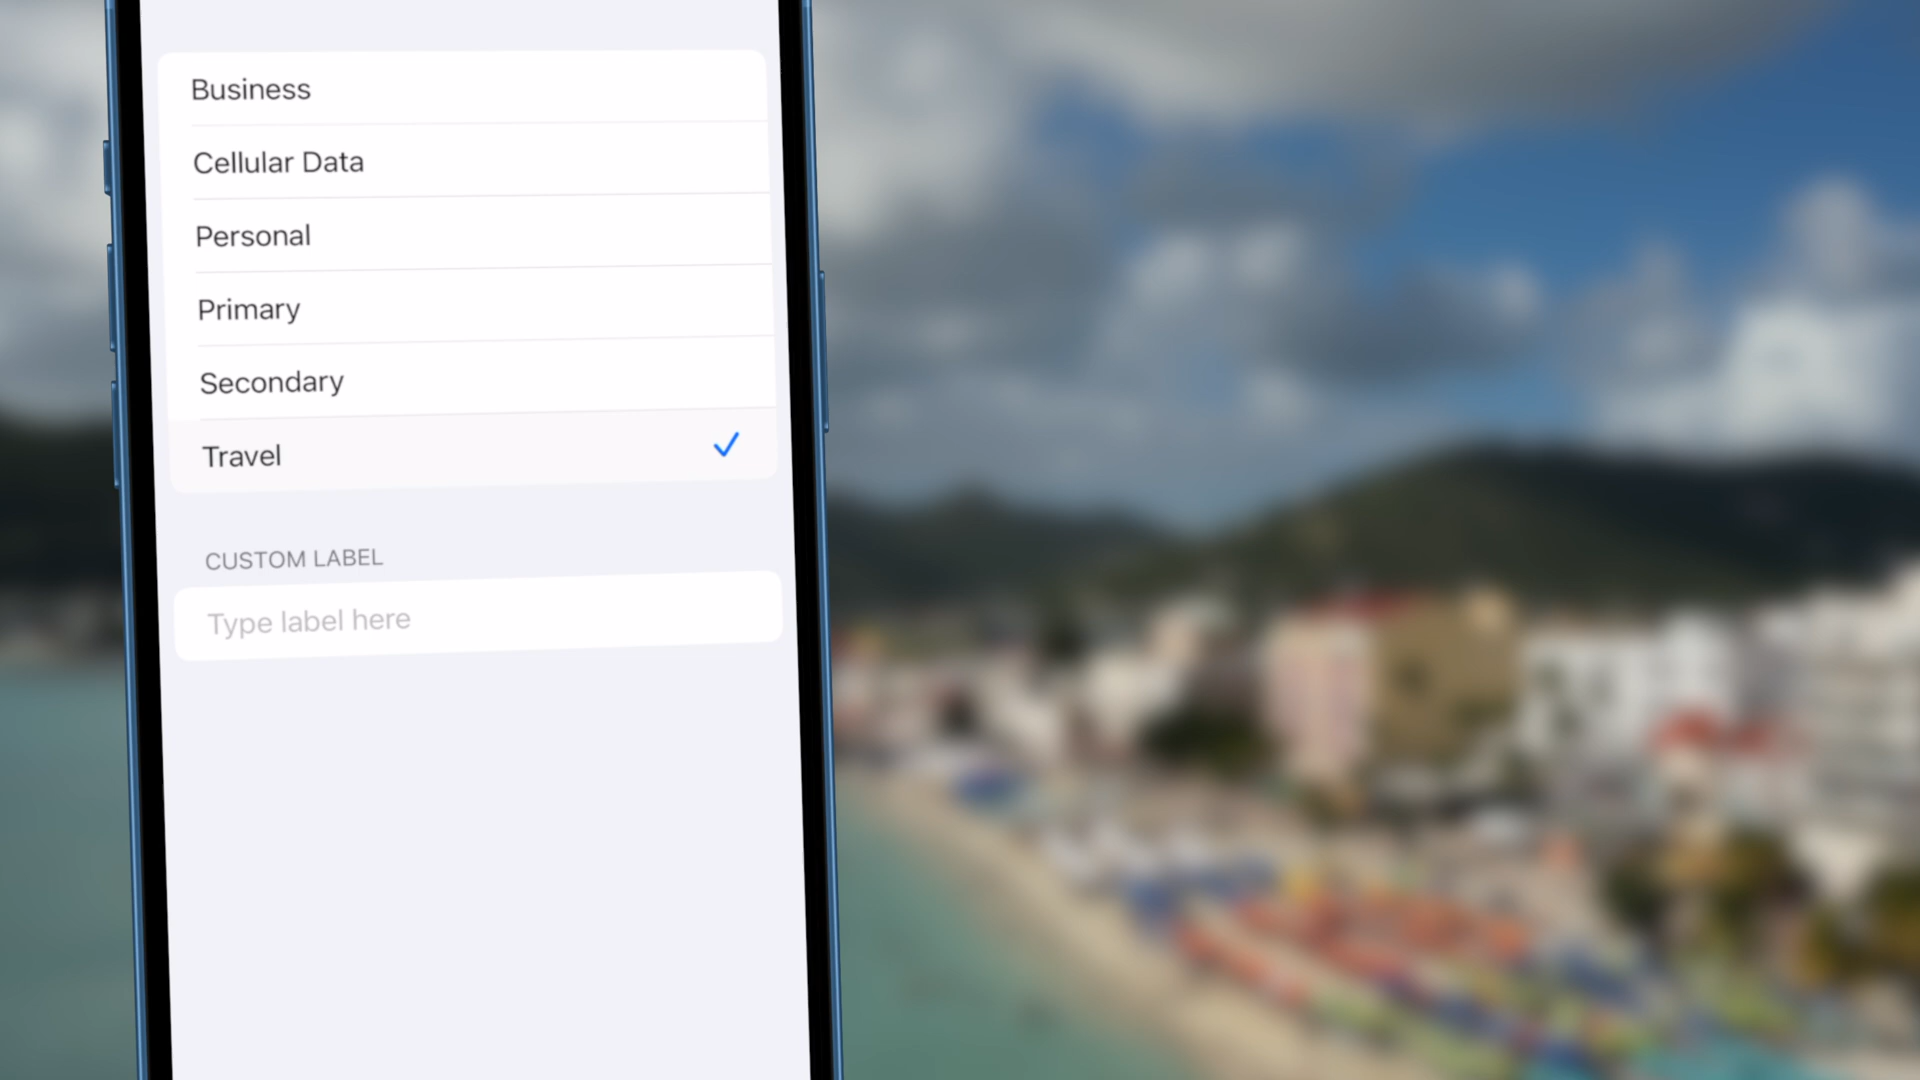 Business
Cellular Data
Personal
Primary
Secondary
Travel
CUSTOM LABEL
Type label here